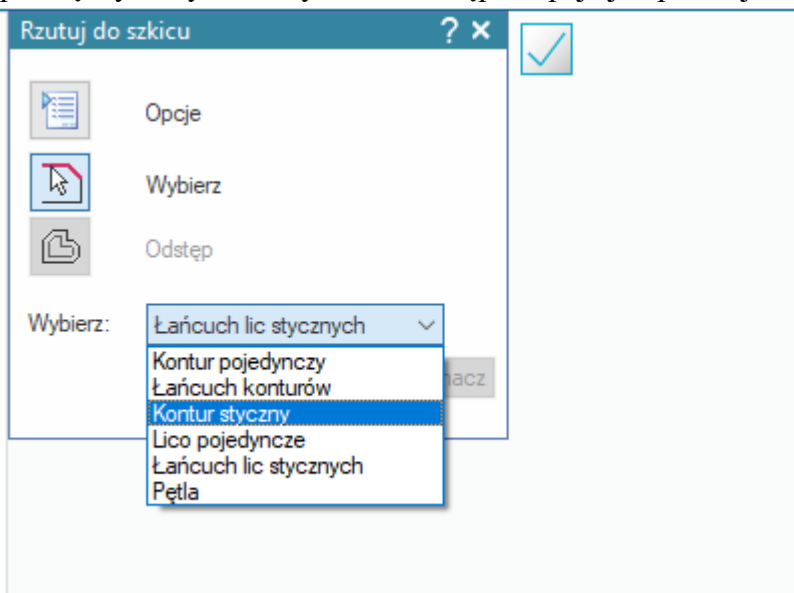 Rzutuj do szkicu
Opcje
Wybierz
Odstęp
Wybierz: Łańcuch lic stycznych
Kontur pojedynczy
Łańcuch konturów
Kontur styczny
Lico pojedyncze
Łańcuch lic stycznych
Pętla